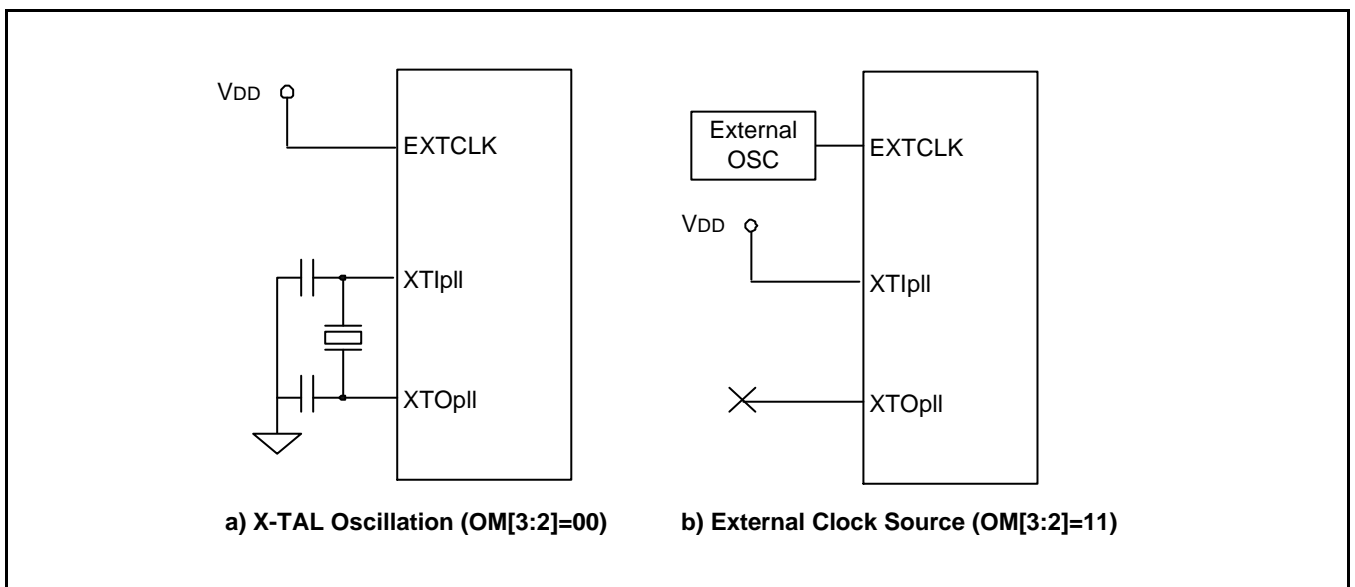 VDD
EXTCLK
XTIpll
XTOpll
a) X-TAL Oscillation (OM[3:2]=00)
External
OSC
EXTCLK
VDD
XTIpll
XTOpll
b) External Clock Source (OM[3:2]=11)